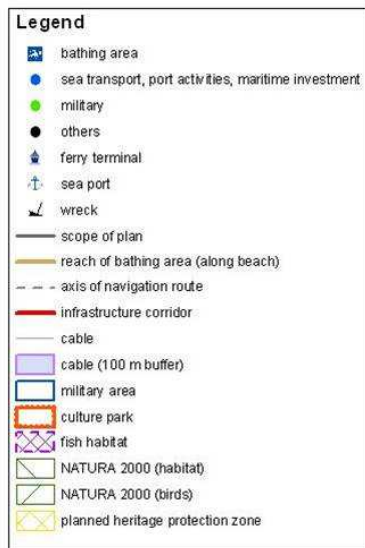 Legend
bathing area
sea transport, port activities, maritime investment
military
others
ferry terminal
sea port
wreck
scope of plan
reach of bathing area (along beach)
axis of navigation route
infrastructure corridor
cable
cable (100 m buffer)
military area
culture park
fish habitat
NATURA 2000 (habitat)
NATURA 2000 (birds)
planned heritage protection zone